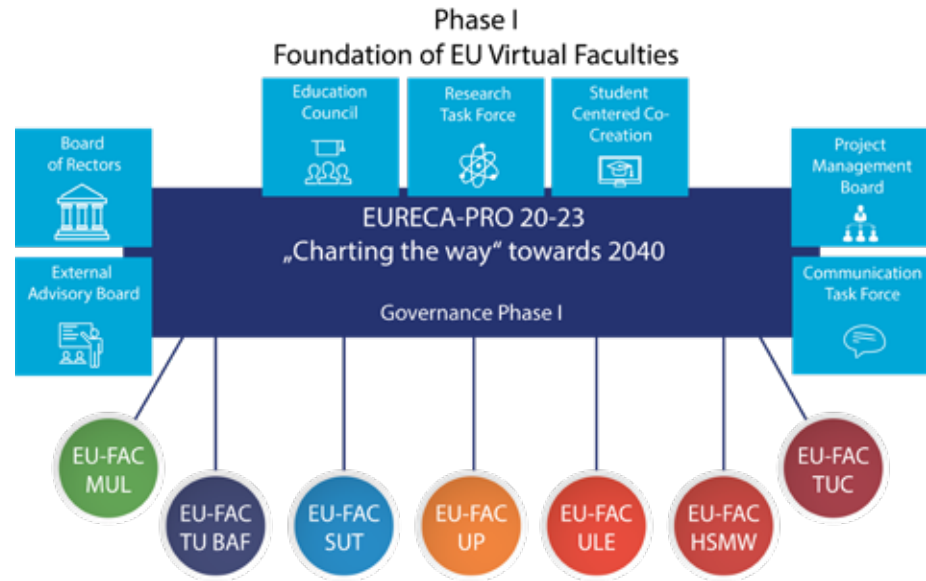 Phase I
Foundation of EU Virtual Faculties
Education
Council
Research
Task Force
Student
Centered Co-
Creation
Board
of Rectors
Project
Management
Board
EURECA-PRO 20-23
„Charting the way“ towards 2040
External
Advisory Board
Communication
Task Force
Governance Phase I
EU-FAC
MUL
EU-FAC
TU BAF
EU-FAC
SUT
EU-FAC
UP
EU-FAC
ULE
EU-FAC
HSMW
EU-FAC
TUC